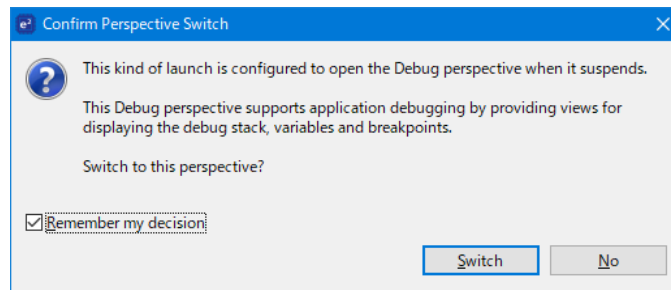 e² Confirm Perspective Switch
This kind of launch is configured to open the Debug perspective when it suspends.
This Debug perspective supports application debugging by providing views for
displaying the debug stack, variables and breakpoints.
Switch to this perspective?
Remember my decision
Switch No